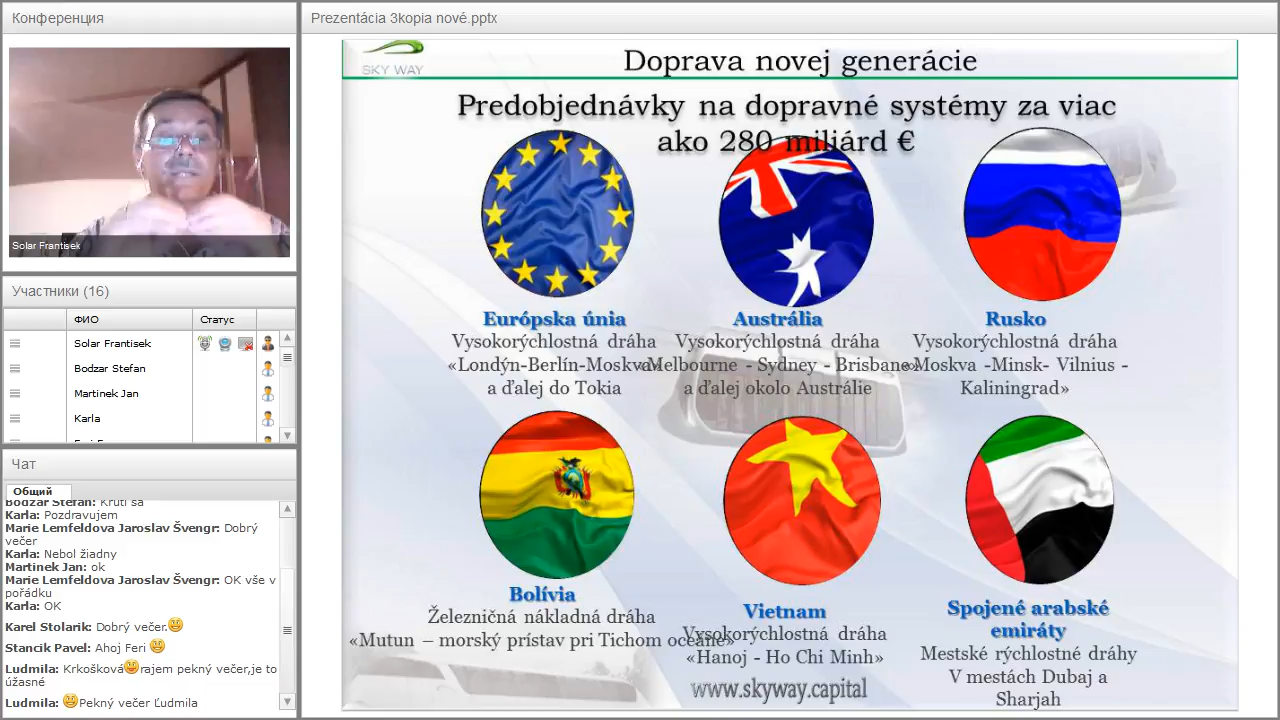 Конференция
Solar Frantisek
Участники (16)
ФИО
Статус
Solar Frantisek
Bodzar Stefan
Martinek Jan
Karla
Чат
Общий
Bodzar Stefan: Krúti sa
Karla: Pozdravujem
Marie Lemfeldova Jaroslav Švengr: Dobrý
večer
Karla: Nebol žiadny
Martinek Jan: ok
Marie Lemfeldova Jaroslav Švengr: OK vše v
pořádku
Karla: OK
Karel Stolarik: Dobrý večer.
Stancik Pavel: Ahoj Feri
Ludmila: Krkošková rajem pekný večer,je to
úžasné
Ludmila: Pekný večer Ľudmila
Prezentácia 3kopia nové.pptx
SKY WAY
Doprava novej generácie
Predobjednávky na dopravné systémy za viac
ako 280 miliárd €
Európska únia
Vysokorýchlostná dráha
«Londýn-Berlín-Moskva»
a ďalej do Tokia
Austrália
Vysokorýchlostná dráha
«Melbourne - Sydney - Brisbane»
a ďalej okolo Austrálie
Rusko
Vysokorýchlostná dráha
«Moskva -Minsk- Vilnius -
Kaliningrad»
Bolívia
Železničná nákladná dráha
«Mutun – morský prístav pri Tichom oceáne»
Vietnam
Vysokorýchlostná dráha
«Hanoj - Ho Chi Minh»
Spojené arabské
emiráty
Mestské rýchlostné dráhy
V mestách Dubaj a
Sharjah
www.skyway.capital